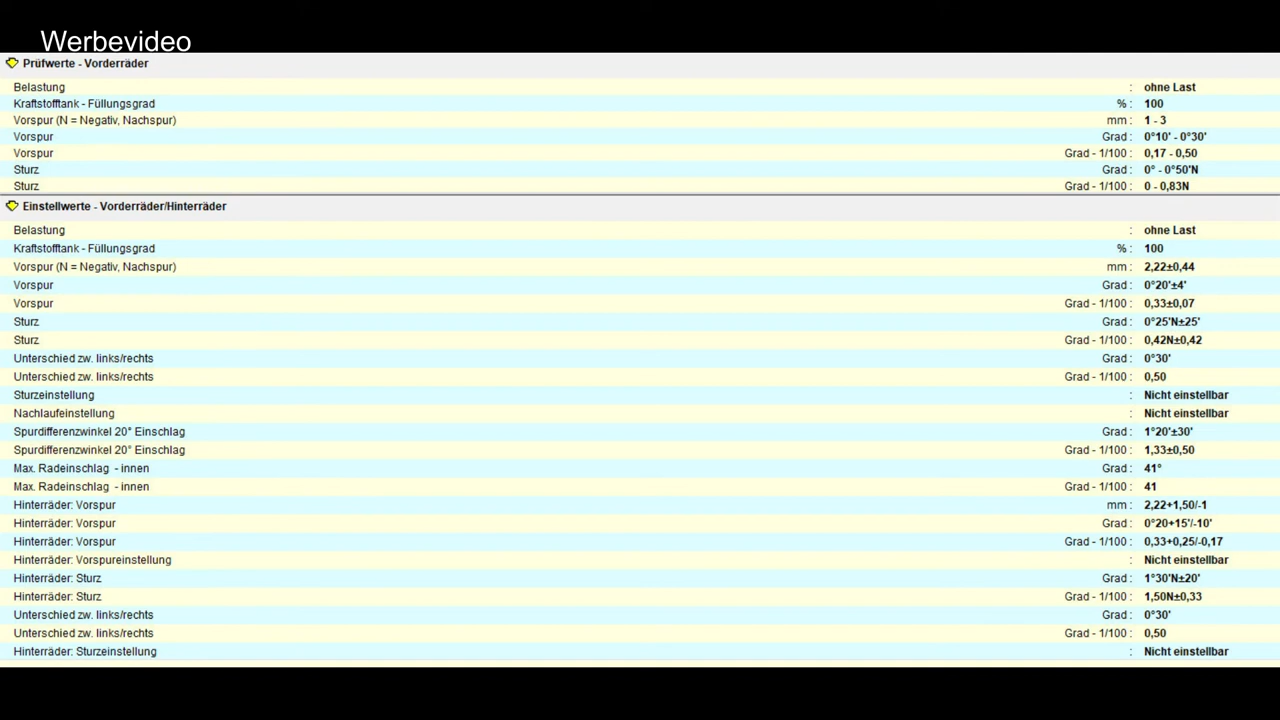 Werbevideo
Prüfwerte - Vorderräder
Belastung : ohne Last
Kraftstofftank - Füllungsgrad % : 100
Vorspur (N = Negativ, Nachspur) mm : 1 - 3
Vorspur Grad : 0°10' - 0°30'
Vorspur Grad - 1/100 : 0,17 - 0,50
Sturz Grad : 0° - 0°50'N
Sturz Grad - 1/100 : 0 - 0,83N
Einstellwerte - Vorderräder/Hinterräder
Belastung : ohne Last
Kraftstofftank - Füllungsgrad % : 100
Vorspur (N = Negativ, Nachspur) mm : 2,22±0,44
Vorspur Grad : 0°20'±4'
Vorspur Grad - 1/100 : 0,33±0,07
Sturz Grad : 0°25'N±25'
Sturz Grad - 1/100 : 0,42N±0,42
Unterschied zw. links/rechts Grad : 0°30'
Unterschied zw. links/rechts Grad - 1/100 : 0,50
Sturzeinstellung : Nicht einstellbar
Nachlaufeinstellung : Nicht einstellbar
Spurdifferenzwinkel 20° Einschlag Grad : 1°20'±30'
Spurdifferenzwinkel 20° Einschlag Grad - 1/100 : 1,33±0,50
Max. Radeinschlag - innen Grad : 41°
Max. Radeinschlag - innen Grad - 1/100 : 41
Hinterräder: Vorspur mm : 2,22+1,50/-1
Hinterräder: Vorspur Grad : 0°20+15'/-10'
Hinterräder: Vorspur Grad - 1/100 : 0,33+0,25/-0,17
Hinterräder: Vorspureinstellung : Nicht einstellbar
Hinterräder: Sturz Grad : 1°30'N±20'
Hinterräder: Sturz Grad - 1/100 : 1,50N±0,33
Unterschied zw. links/rechts Grad : 0°30'
Unterschied zw. links/rechts Grad - 1/100 : 0,50
Hinterräder: Sturzeinstellung : Nicht einstellbar